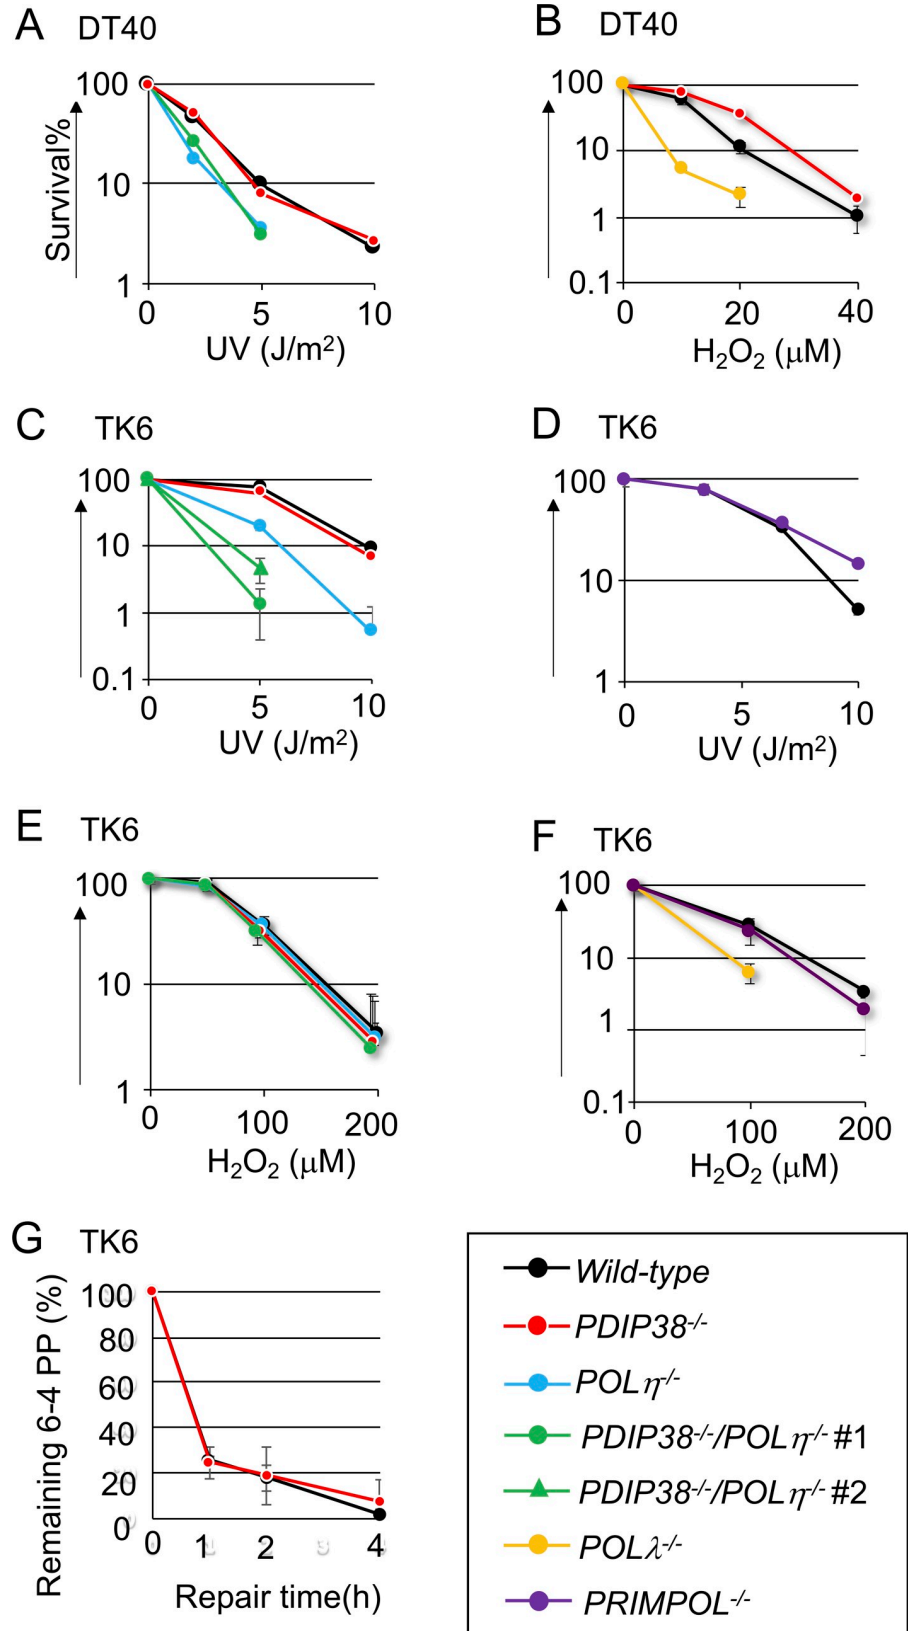 A DT40
Survival%
100
10
1
0 5 10
UV (J/m²)
B DT40
100
10
1
0.1
0 20 40
H₂O₂ (μM)
C TK6
100
10
1
0.1
0 5 10
UV (J/m²)
D TK6
100
10
1
0 5 10
UV (J/m²)
E TK6
100
10
1
0 100 200
H₂O₂ (μM)
F TK6
100
10
1
0.1
0 100 200
H₂O₂ (μM)
G TK6
Remaining 6-4 PP (%)
100
80
60
40
20
0
0 1 2 3 4
Repair time(h)
Wild-type
PDIP38-/-
POLη-/-
PDIP38-/-/POLη-/- #1
PDIP38-/-/POLη-/- #2
POLλ-/-
PRIMPOL-/-